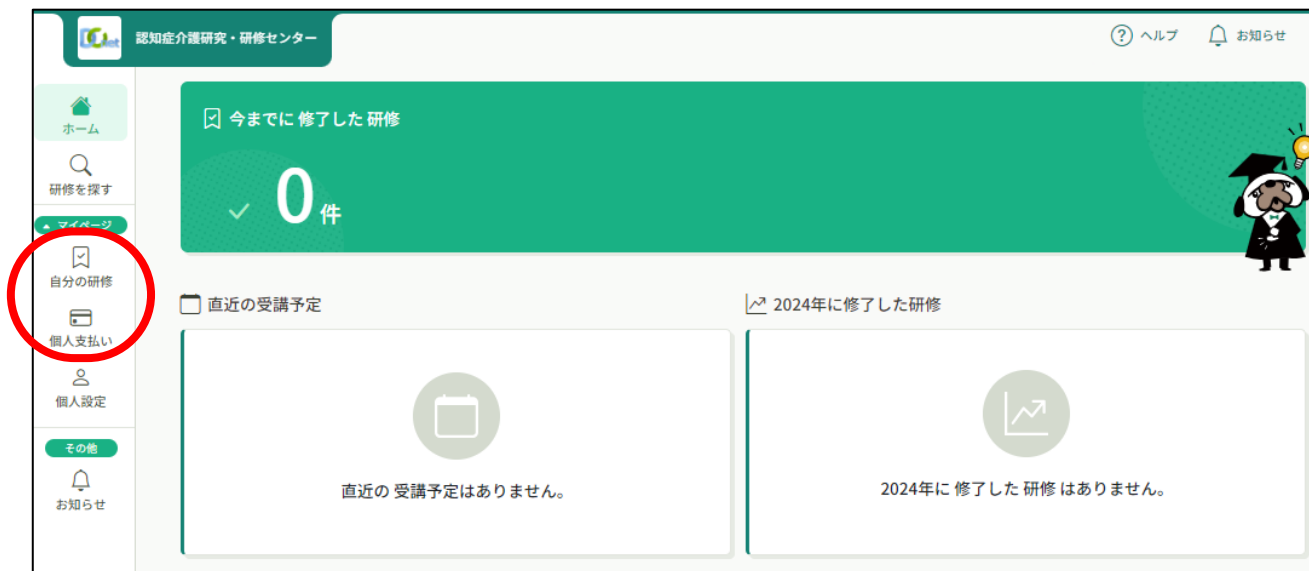 DCnet 認知症介護研究・研修センター
ヘルプ お知らせ
ホーム
研修を探す
マイページ
自分の研修
個人支払い
個人設定
その他
お知らせ
今までに 修了した 研修
0件
直近の受講予定
直近の 受講予定はありません。
2024年に修了した研修
2024年に 修了した 研修 はありません。